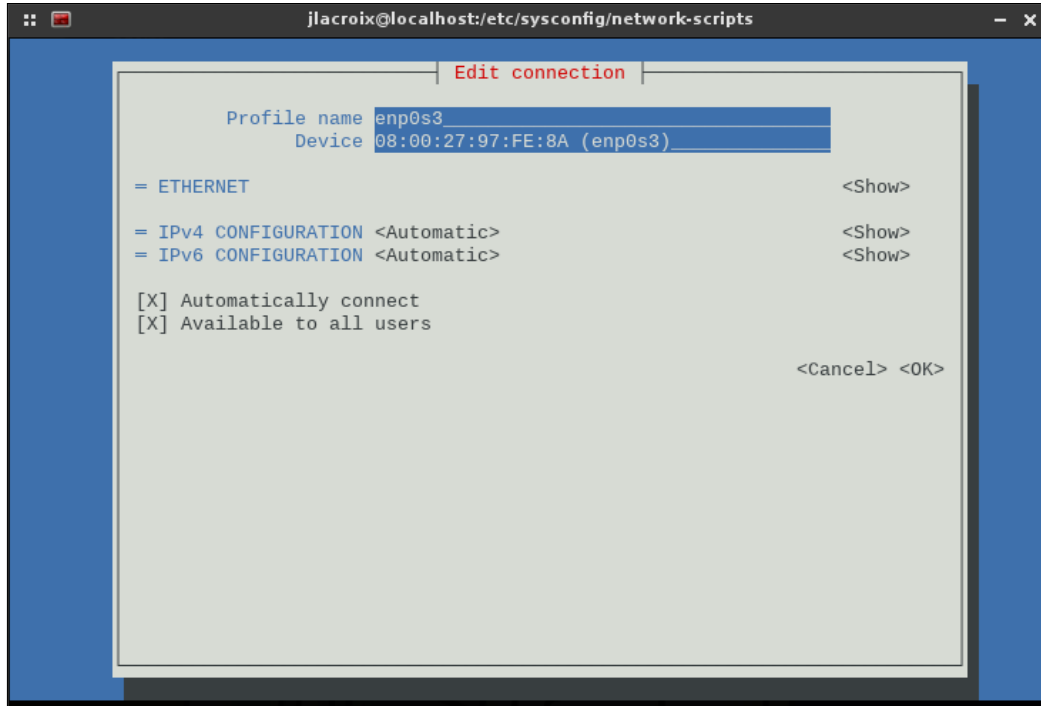 jlacroix@localhost:/etc/sysconfig/network-scripts
Edit connection
Profile name enp0s3
Device 08:00:27:97:FE:8A (enp0s3)
= ETHERNET <Show>
= IPv4 CONFIGURATION <Automatic> <Show>
= IPv6 CONFIGURATION <Automatic> <Show>
[X] Automatically connect
[X] Available to all users
<Cancel> <OK>